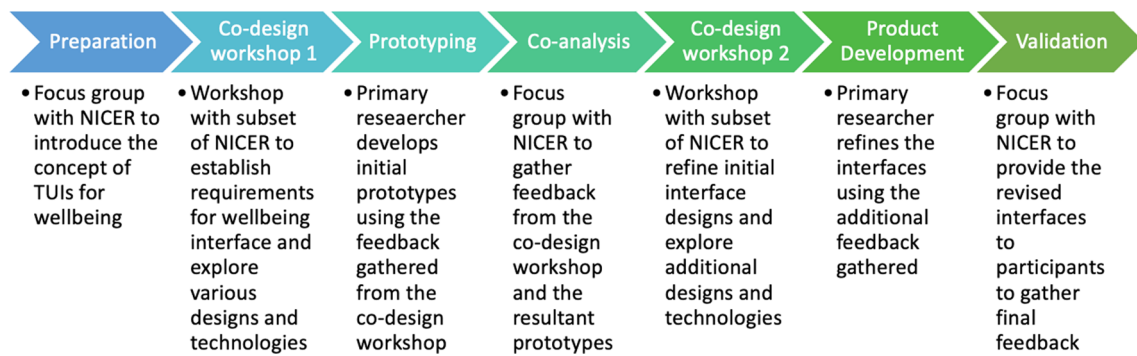 Preparation
Co-design
workshop 1
Prototyping
Co-analysis
Co-design
workshop 2
Product
Development
Validation
• Focus group
with NICER to
introduce the
concept of
TUIs for
wellbeing
• Workshop
with subset
of NICER to
establish
requirements
for wellbeing
interface and
explore
various
designs and
technologies
• Primary
reseaercher
develops
initial
prototypes
using the
feedback
gathered
from the
co-design
workshop
• Focus
group with
NICER to
gather
feedback
from the
co-design
workshop
and the
resultant
prototypes
• Workshop
with subset
of NICER to
refine initial
interface
designs and
explore
additional
designs and
technologies
• Primary
researcher
refines the
interfaces
using the
additional
feedback
gathered
• Focus
group with
NICER to
provide the
revised
interfaces
to
participants
to gather
final
feedback